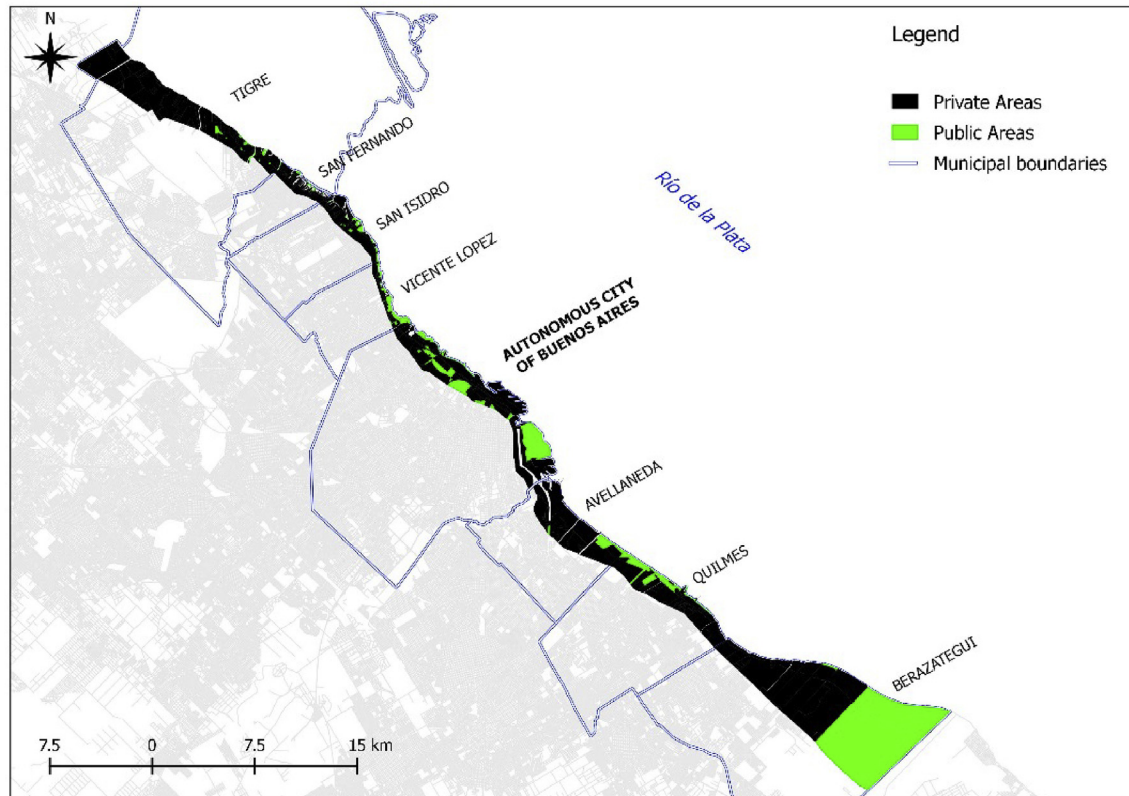 N
Legend
Private Areas
Public Areas
Municipal boundaries
TIGRE
SAN FERNANDO
SAN ISIDRO
VICENTE LOPEZ
Río de la Plata
AUTONOMOUS CITY
OF BUENOS AIRES
AVELLANEDA
QUILMES
BERAZATEGUI
7.5 0 7.5 15 km